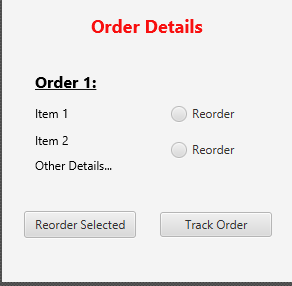 Order Details
Order 1:
Item 1
Reorder
Item 2
Reorder
Other Details...
Reorder Selected
Track Order